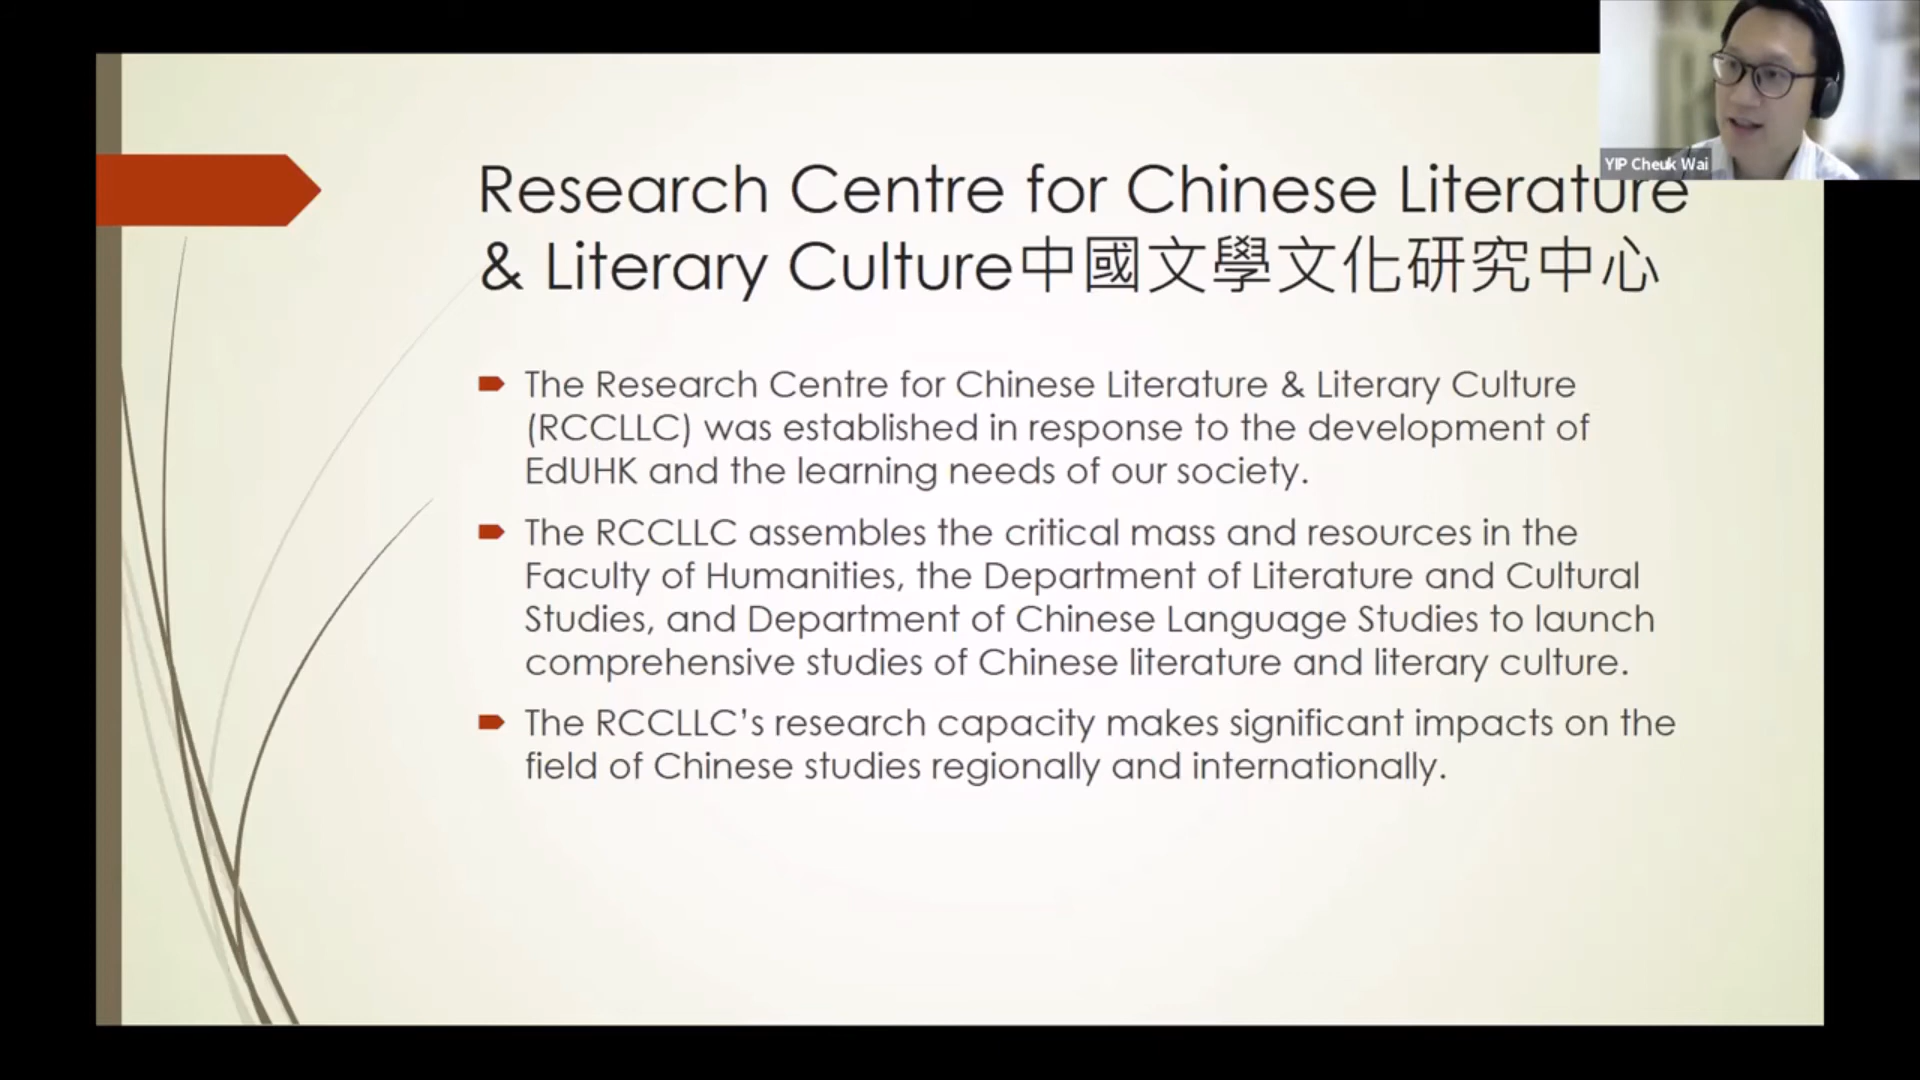 YIP Cheuk Wai
Research Centre for Chinese Literature
& Literary Culture中國文學文化研究中心
The Research Centre for Chinese Literature & Literary Culture
(RCCLLC) was established in response to the development of
EdUHK and the learning needs of our society.
The RCCLLC assembles the critical mass and resources in the
Faculty of Humanities, the Department of Literature and Cultural
Studies, and Department of Chinese Language Studies to launch
comprehensive studies of Chinese literature and literary culture.
The RCCLLC’s research capacity makes significant impacts on the
field of Chinese studies regionally and internationally.